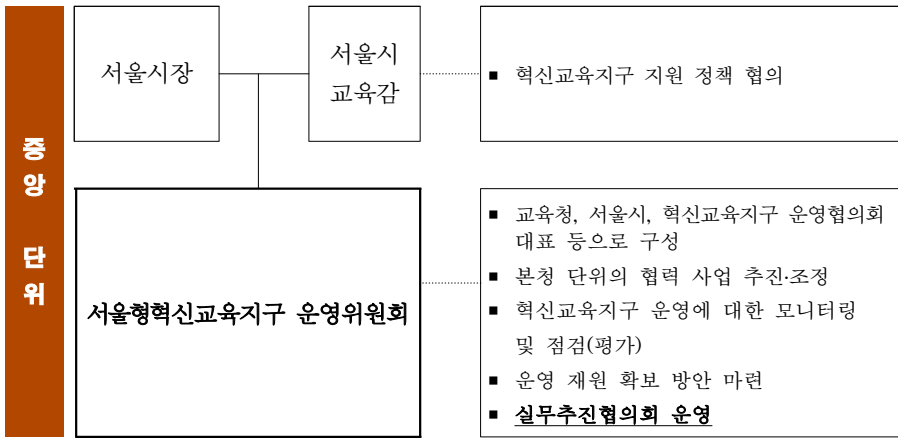 중앙 단위
서울시장
서울시
교육감
▪ 혁신교육지구 지원 정책 협의
서울형혁신교육지구 운영위원회
▪ 교육청, 서울시, 혁신교육지구 운영협의회
대표 등으로 구성
▪ 본청 단위의 협력 사업 추진·조정
▪ 혁신교육지구 운영에 대한 모니터링
및 점검(평가)
▪ 운영 재원 확보 방안 마련
▪ 실무추진협의회 운영